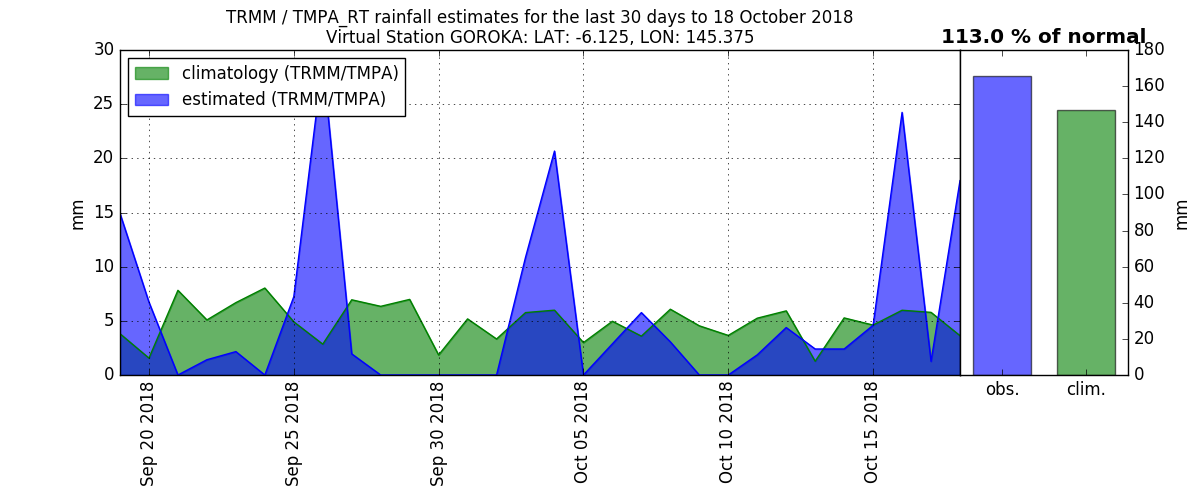 TRMM / TMPA_RT rainfall estimates for the last 30 days to 18 October 2018
Virtual Station GOROKA: LAT: -6.125, LON: 145.375
113.0 % of normal
climatology (TRMM/TMPA)
estimated (TRMM/TMPA)
mm
30
25
20
15
10
5
0
Sep 20 2018
Sep 25 2018
Sep 30 2018
Oct 05 2018
Oct 10 2018
Oct 15 2018
obs.
clim.
180
160
140
120
100
80
60
40
20
0
mm